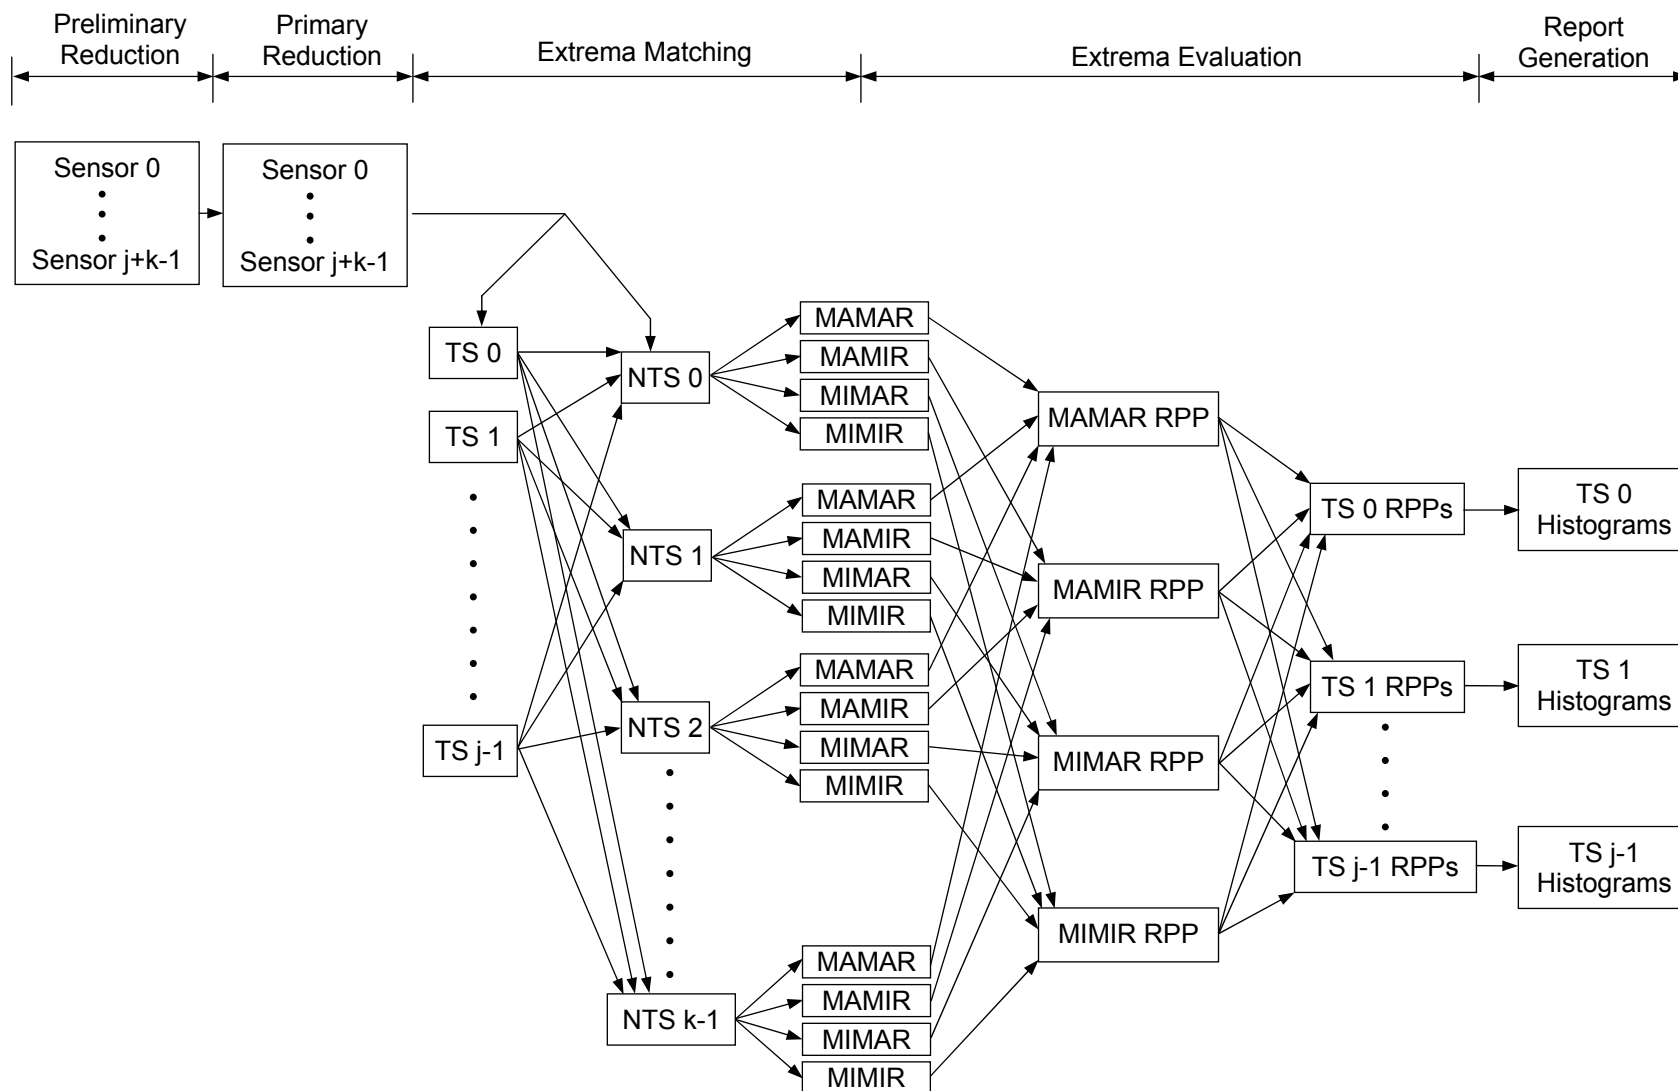 Preliminary
Reduction
Primary
Reduction
Extrema Matching
Extrema Evaluation
Report
Generation
Sensor 0
Sensor j+k-1
Sensor 0
Sensor j+k-1
TS 0
TS 1
TS j-1
NTS 0
NTS 1
NTS 2
NTS k-1
MAMAR
MAMIR
MIMAR
MIMIR
MAMAR
MAMIR
MIMAR
MIMIR
MAMAR
MAMIR
MIMAR
MIMIR
MAMAR
MAMIR
MIMAR
MIMIR
MAMAR RPP
MAMIR RPP
MIMAR RPP
MIMIR RPP
TS 0 RPPs
TS 1 RPPs
TS j-1 RPPs
TS 0
Histograms
TS 1
Histograms
TS j-1
Histograms